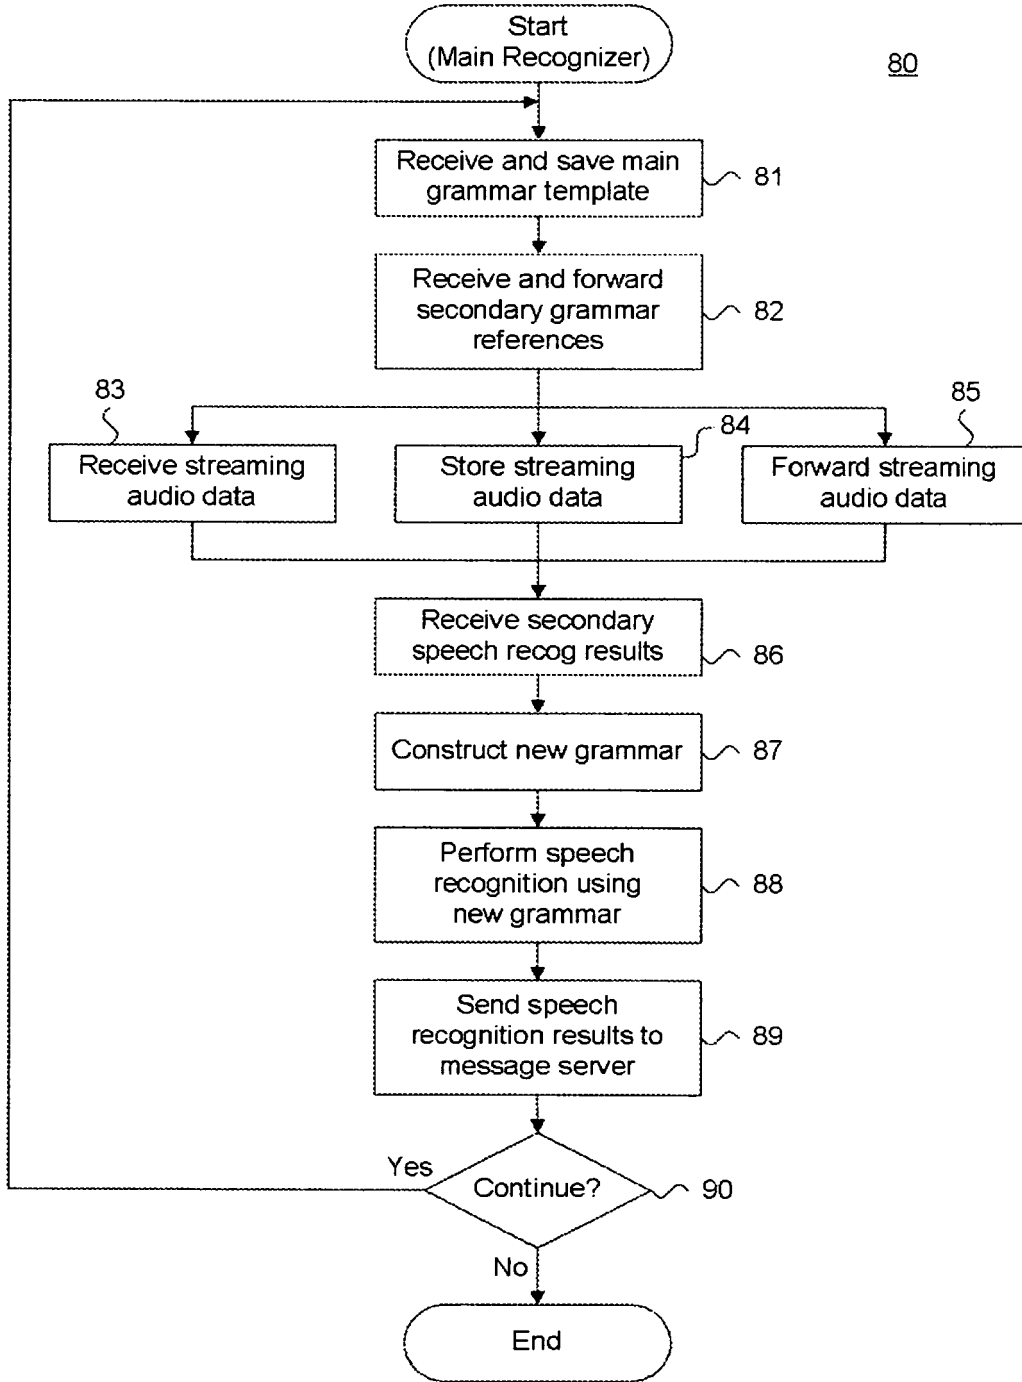 Start
(Main Recognizer)
80
Receive and save main
grammar template
81
Receive and forward
secondary grammar
references
82
83
Receive streaming
audio data
84
Store streaming
audio data
85
Forward streaming
audio data
Receive secondary
speech recog results
86
Construct new grammar
87
Perform speech
recognition using
new grammar
88
Send speech
recognition results to
message server
89
Yes
Continue?
90
No
End